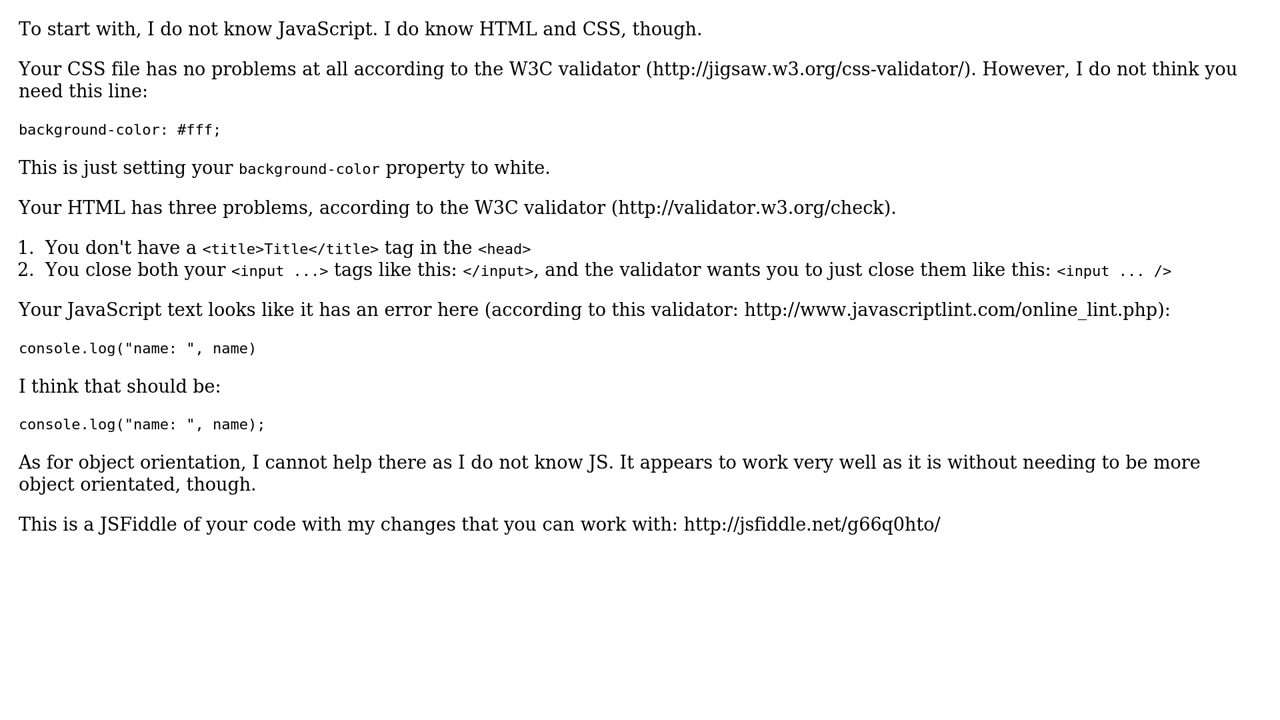 To start with, I do not know JavaScript. I do know HTML and CSS, though.
Your CSS file has no problems at all according to the W3C validator (http://jigsaw.w3.org/css-validator/). However, I do not think you
need this line:
background-color: #fff;
This is just setting your background-color property to white.
Your HTML has three problems, according to the W3C validator (http://validator.w3.org/check).
1. You don't have a <title>Title</title> tag in the <head>
2. You close both your <input ...> tags like this: </input>, and the validator wants you to just close them like this: <input ... />
Your JavaScript text looks like it has an error here (according to this validator: http://www.javascriptlint.com/online_lint.php):
console.log("name: ", name)
I think that should be:
console.log("name: ", name);
As for object orientation, I cannot help there as I do not know JS. It appears to work very well as it is without needing to be more
object orientated, though.
This is a JSFiddle of your code with my changes that you can work with: http://jsfiddle.net/g66q0hto/